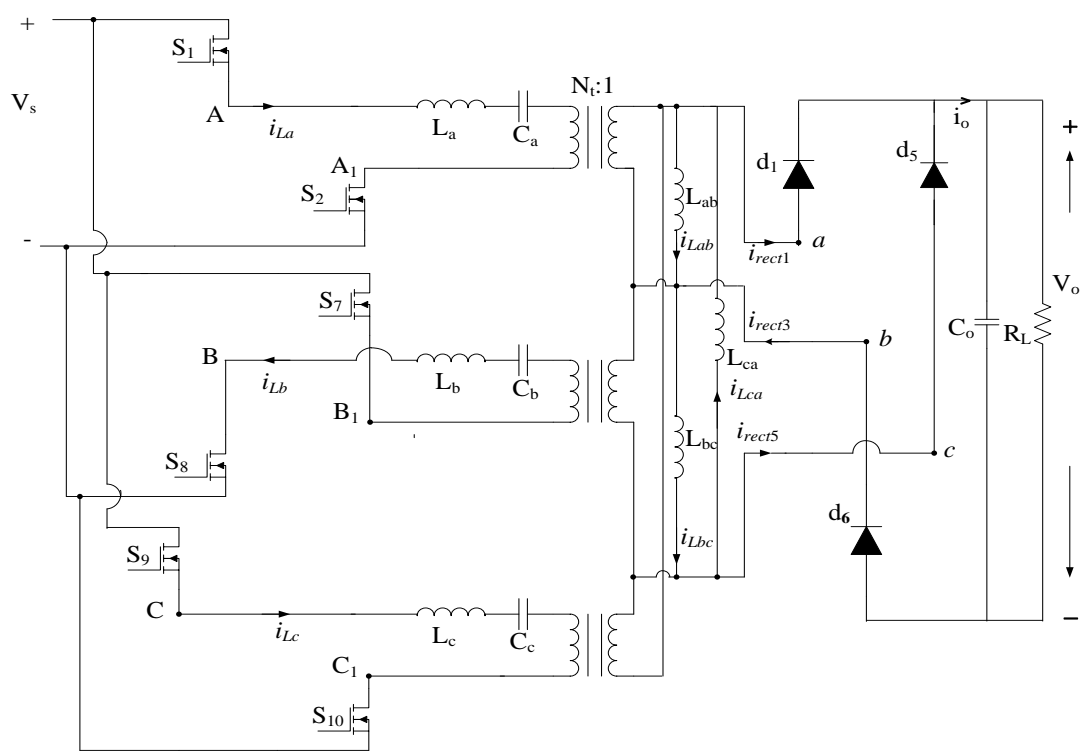 +
S1
Vs
A
iLa
La
Ca
Nt:1
A1
S2
-
d1
d5
io
+
Lab
iLab
irect1
a
S7
B
iLb
Lb
Cb
B1
irect3
b
Lca
iLca
Co
RL
Vo
S8
Lbc
irect5
c
iLbc
d6
S9
C
iLc
Lc
Cc
C1
S10
−